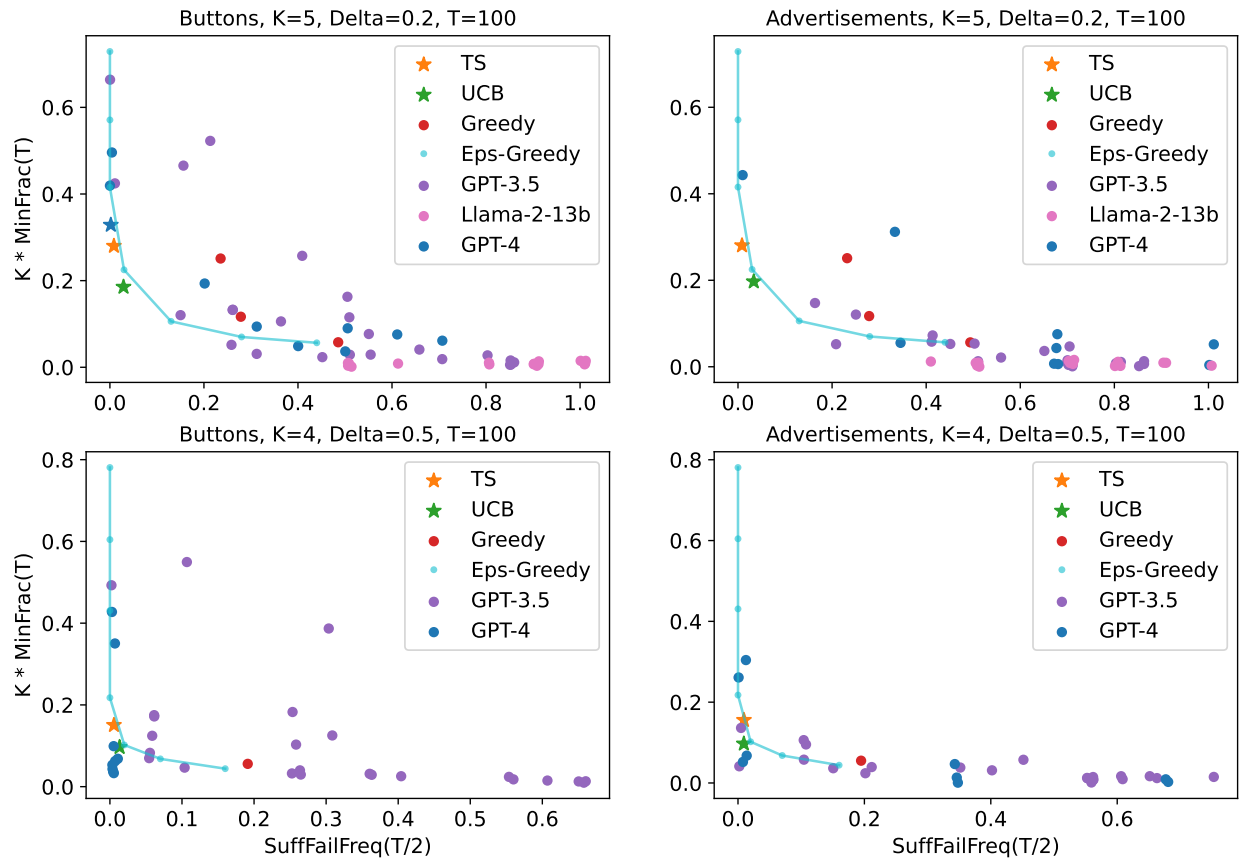 Buttons, K=5, Delta=0.2, T=100
K * MinFrac(T)
0.6
0.4
0.2
0.0
TS
UCB
Greedy
Eps-Greedy
GPT-3.5
Llama-2-13b
GPT-4
0.0 0.2 0.4 0.6 0.8 1.0
Advertisements, K=5, Delta=0.2, T=100
0.6
0.4
0.2
0.0
TS
UCB
Greedy
Eps-Greedy
GPT-3.5
Llama-2-13b
GPT-4
0.0 0.2 0.4 0.6 0.8 1.0
Buttons, K=4, Delta=0.5, T=100
K * MinFrac(T)
0.8
0.6
0.4
0.2
0.0
TS
UCB
Greedy
Eps-Greedy
GPT-3.5
GPT-4
0.0 0.1 0.2 0.3 0.4 0.5 0.6
SuffFailFreq(T/2)
Advertisements, K=4, Delta=0.5, T=100
0.8
0.6
0.4
0.2
0.0
TS
UCB
Greedy
Eps-Greedy
GPT-3.5
GPT-4
0.0 0.2 0.4 0.6
SuffFailFreq(T/2)